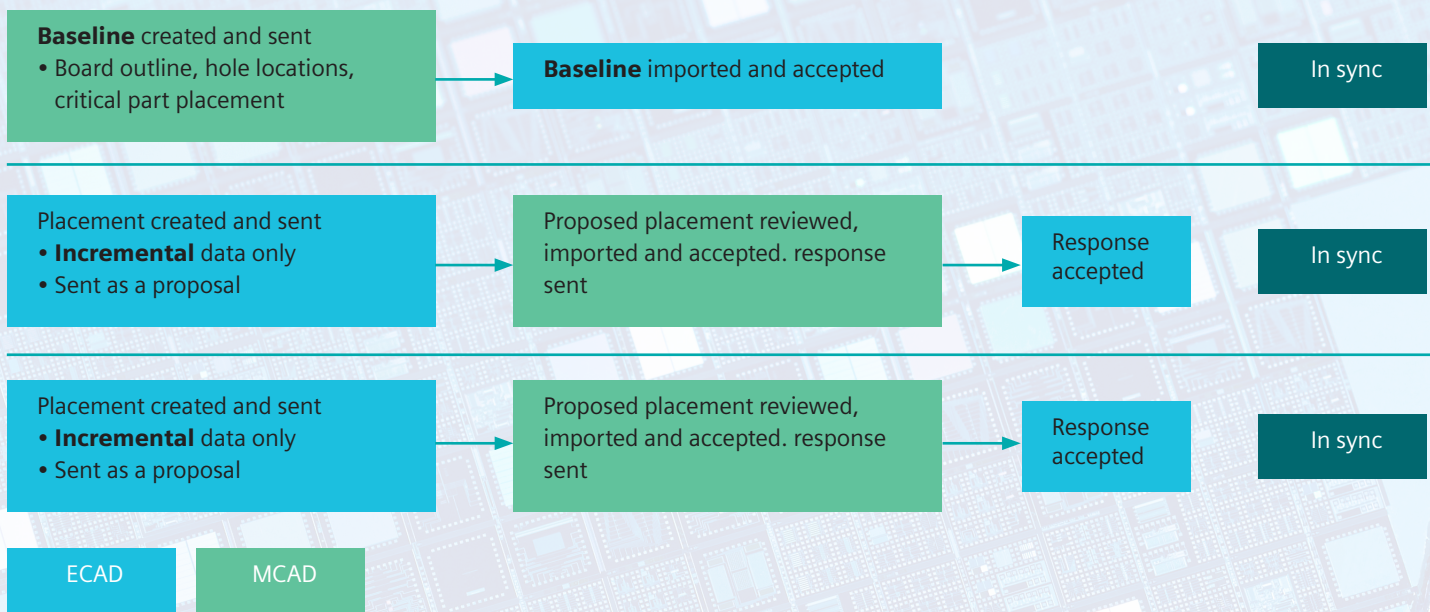 Baseline created and sent
• Board outline, hole locations,
critical part placement
Baseline imported and accepted
In sync
Placement created and sent
• Incremental data only
• Sent as a proposal
Proposed placement reviewed,
imported and accepted. response
sent
Response
accepted
In sync
Placement created and sent
• Incremental data only
• Sent as a proposal
Proposed placement reviewed,
imported and accepted. response
sent
Response
accepted
In sync
ECAD
MCAD